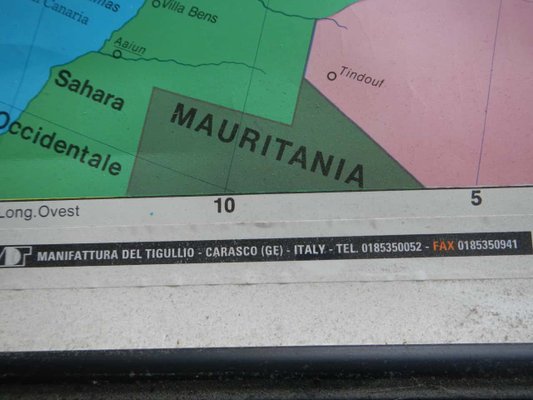 Canaria
Villa Bens
Aaiun
Tindouf
Sahara
Occidentale
MAURITANIA
Long.Ovest 10 5
MANIFATTURA DEL TIGULLIO - CARASCO (GE) - ITALY - TEL. 0185350052 - FAX 0185350941